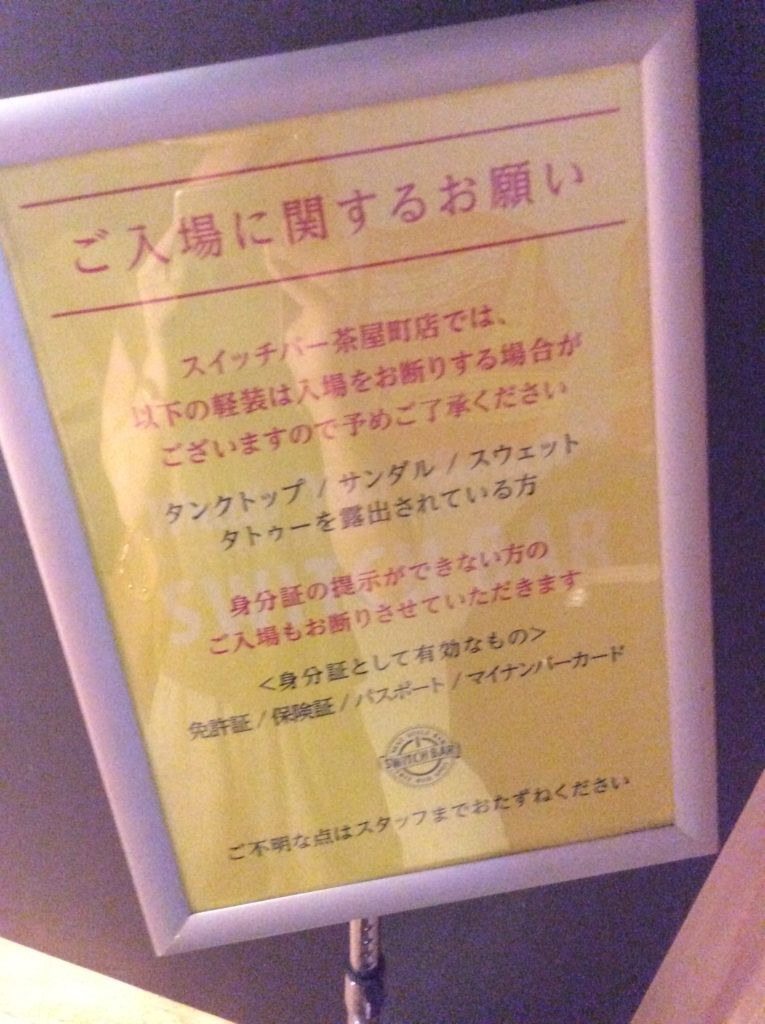 ご入場に関するお願い
スイッチバー茶屋町店では、
以下の軽装は入場をお断りする場合が
ございますので予めご了承ください
タンクトップ / サンダル / スウェット
タトゥーを露出されている方
SWITCH BAR
身分証の提示ができない方の
ご入場もお断りさせていただきます
<身分証として有効なもの>
免許証 / 保険証 / パスポート / マイナンバーカード
SWITCH BAR
ご不明な点はスタッフまでおたずねください